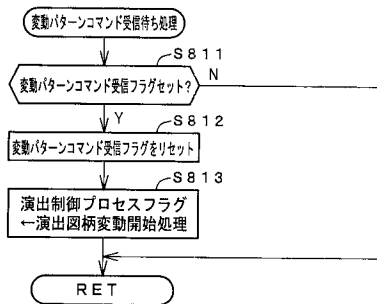 変動パターンコマンド受信待ち処理
S811
変動パターンコマンド受信フラグセット?
N
Y
S812
変動パターンコマンド受信フラグをリセット
S813
演出制御プロセスフラグ
←演出図柄変動開始処理
RET